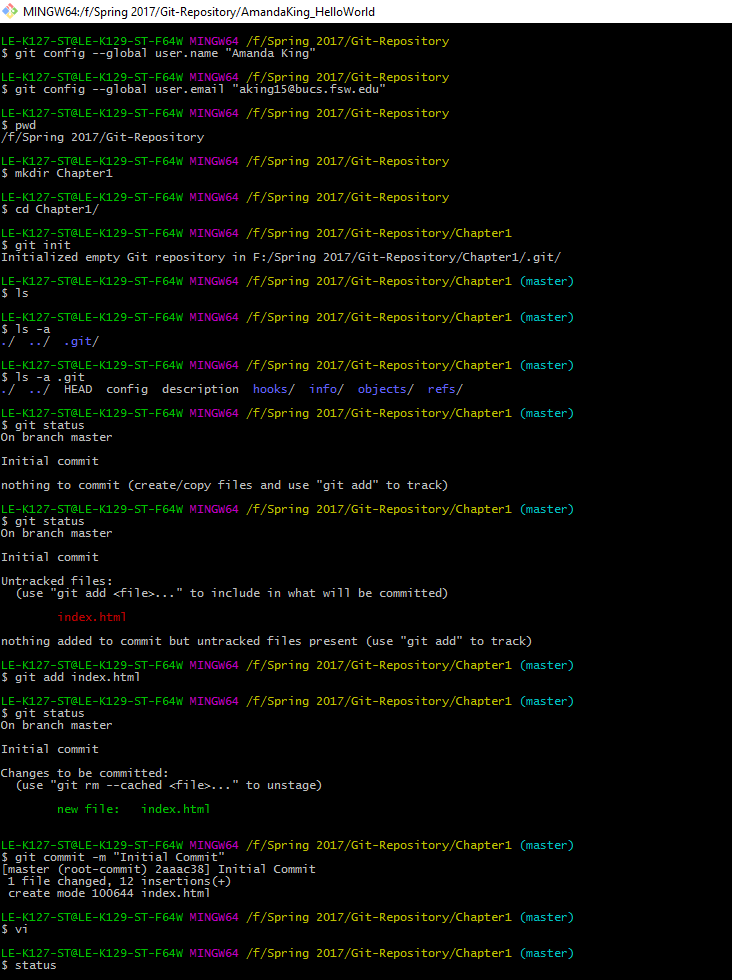 MINGW64:/f/Spring 2017/Git-Repository/AmandaKing_HelloWorld
LE-K127-ST@LE-K129-ST-F64W MINGW64 /f/Spring 2017/Git-Repository
$ git config --global user.name "Amanda King"
LE-K127-ST@LE-K129-ST-F64W MINGW64 /f/Spring 2017/Git-Repository
$ git config --global user.email "aking15@bucs.fsw.edu"
LE-K127-ST@LE-K129-ST-F64W MINGW64 /f/Spring 2017/Git-Repository
$ pwd
/f/Spring 2017/Git-Repository
LE-K127-ST@LE-K129-ST-F64W MINGW64 /f/Spring 2017/Git-Repository
$ mkdir Chapter1
LE-K127-ST@LE-K129-ST-F64W MINGW64 /f/Spring 2017/Git-Repository
$ cd Chapter1/
LE-K127-ST@LE-K129-ST-F64W MINGW64 /f/Spring 2017/Git-Repository/Chapter1
$ git init
Initialized empty Git repository in F:/Spring 2017/Git-Repository/Chapter1/.git/
LE-K127-ST@LE-K129-ST-F64W MINGW64 /f/Spring 2017/Git-Repository/Chapter1 (master)
$ ls
LE-K127-ST@LE-K129-ST-F64W MINGW64 /f/Spring 2017/Git-Repository/Chapter1 (master)
$ ls -a
./ ../ .git/
LE-K127-ST@LE-K129-ST-F64W MINGW64 /f/Spring 2017/Git-Repository/Chapter1 (master)
$ ls -a .git
./ ../ HEAD config description hooks/ info/ objects/ refs/
LE-K127-ST@LE-K129-ST-F64W MINGW64 /f/Spring 2017/Git-Repository/Chapter1 (master)
$ git status
On branch master
Initial commit
nothing to commit (create/copy files and use "git add" to track)
LE-K127-ST@LE-K129-ST-F64W MINGW64 /f/Spring 2017/Git-Repository/Chapter1 (master)
$ git status
On branch master
Initial commit
Untracked files:
(use "git add <file>..." to include in what will be committed)
index.html
nothing added to commit but untracked files present (use "git add" to track)
LE-K127-ST@LE-K129-ST-F64W MINGW64 /f/Spring 2017/Git-Repository/Chapter1 (master)
$ git add index.html
LE-K127-ST@LE-K129-ST-F64W MINGW64 /f/Spring 2017/Git-Repository/Chapter1 (master)
$ git status
On branch master
Initial commit
Changes to be committed:
(use "git rm --cached <file>..." to unstage)
new file: index.html
LE-K127-ST@LE-K129-ST-F64W MINGW64 /f/Spring 2017/Git-Repository/Chapter1 (master)
$ git commit -m "Initial Commit"
[master (root-commit) 2aaac38] Initial Commit
1 file changed, 12 insertions(+)
create mode 100644 index.html
LE-K127-ST@LE-K129-ST-F64W MINGW64 /f/Spring 2017/Git-Repository/Chapter1 (master)
$ vi
LE-K127-ST@LE-K129-ST-F64W MINGW64 /f/Spring 2017/Git-Repository/Chapter1 (master)
$ status